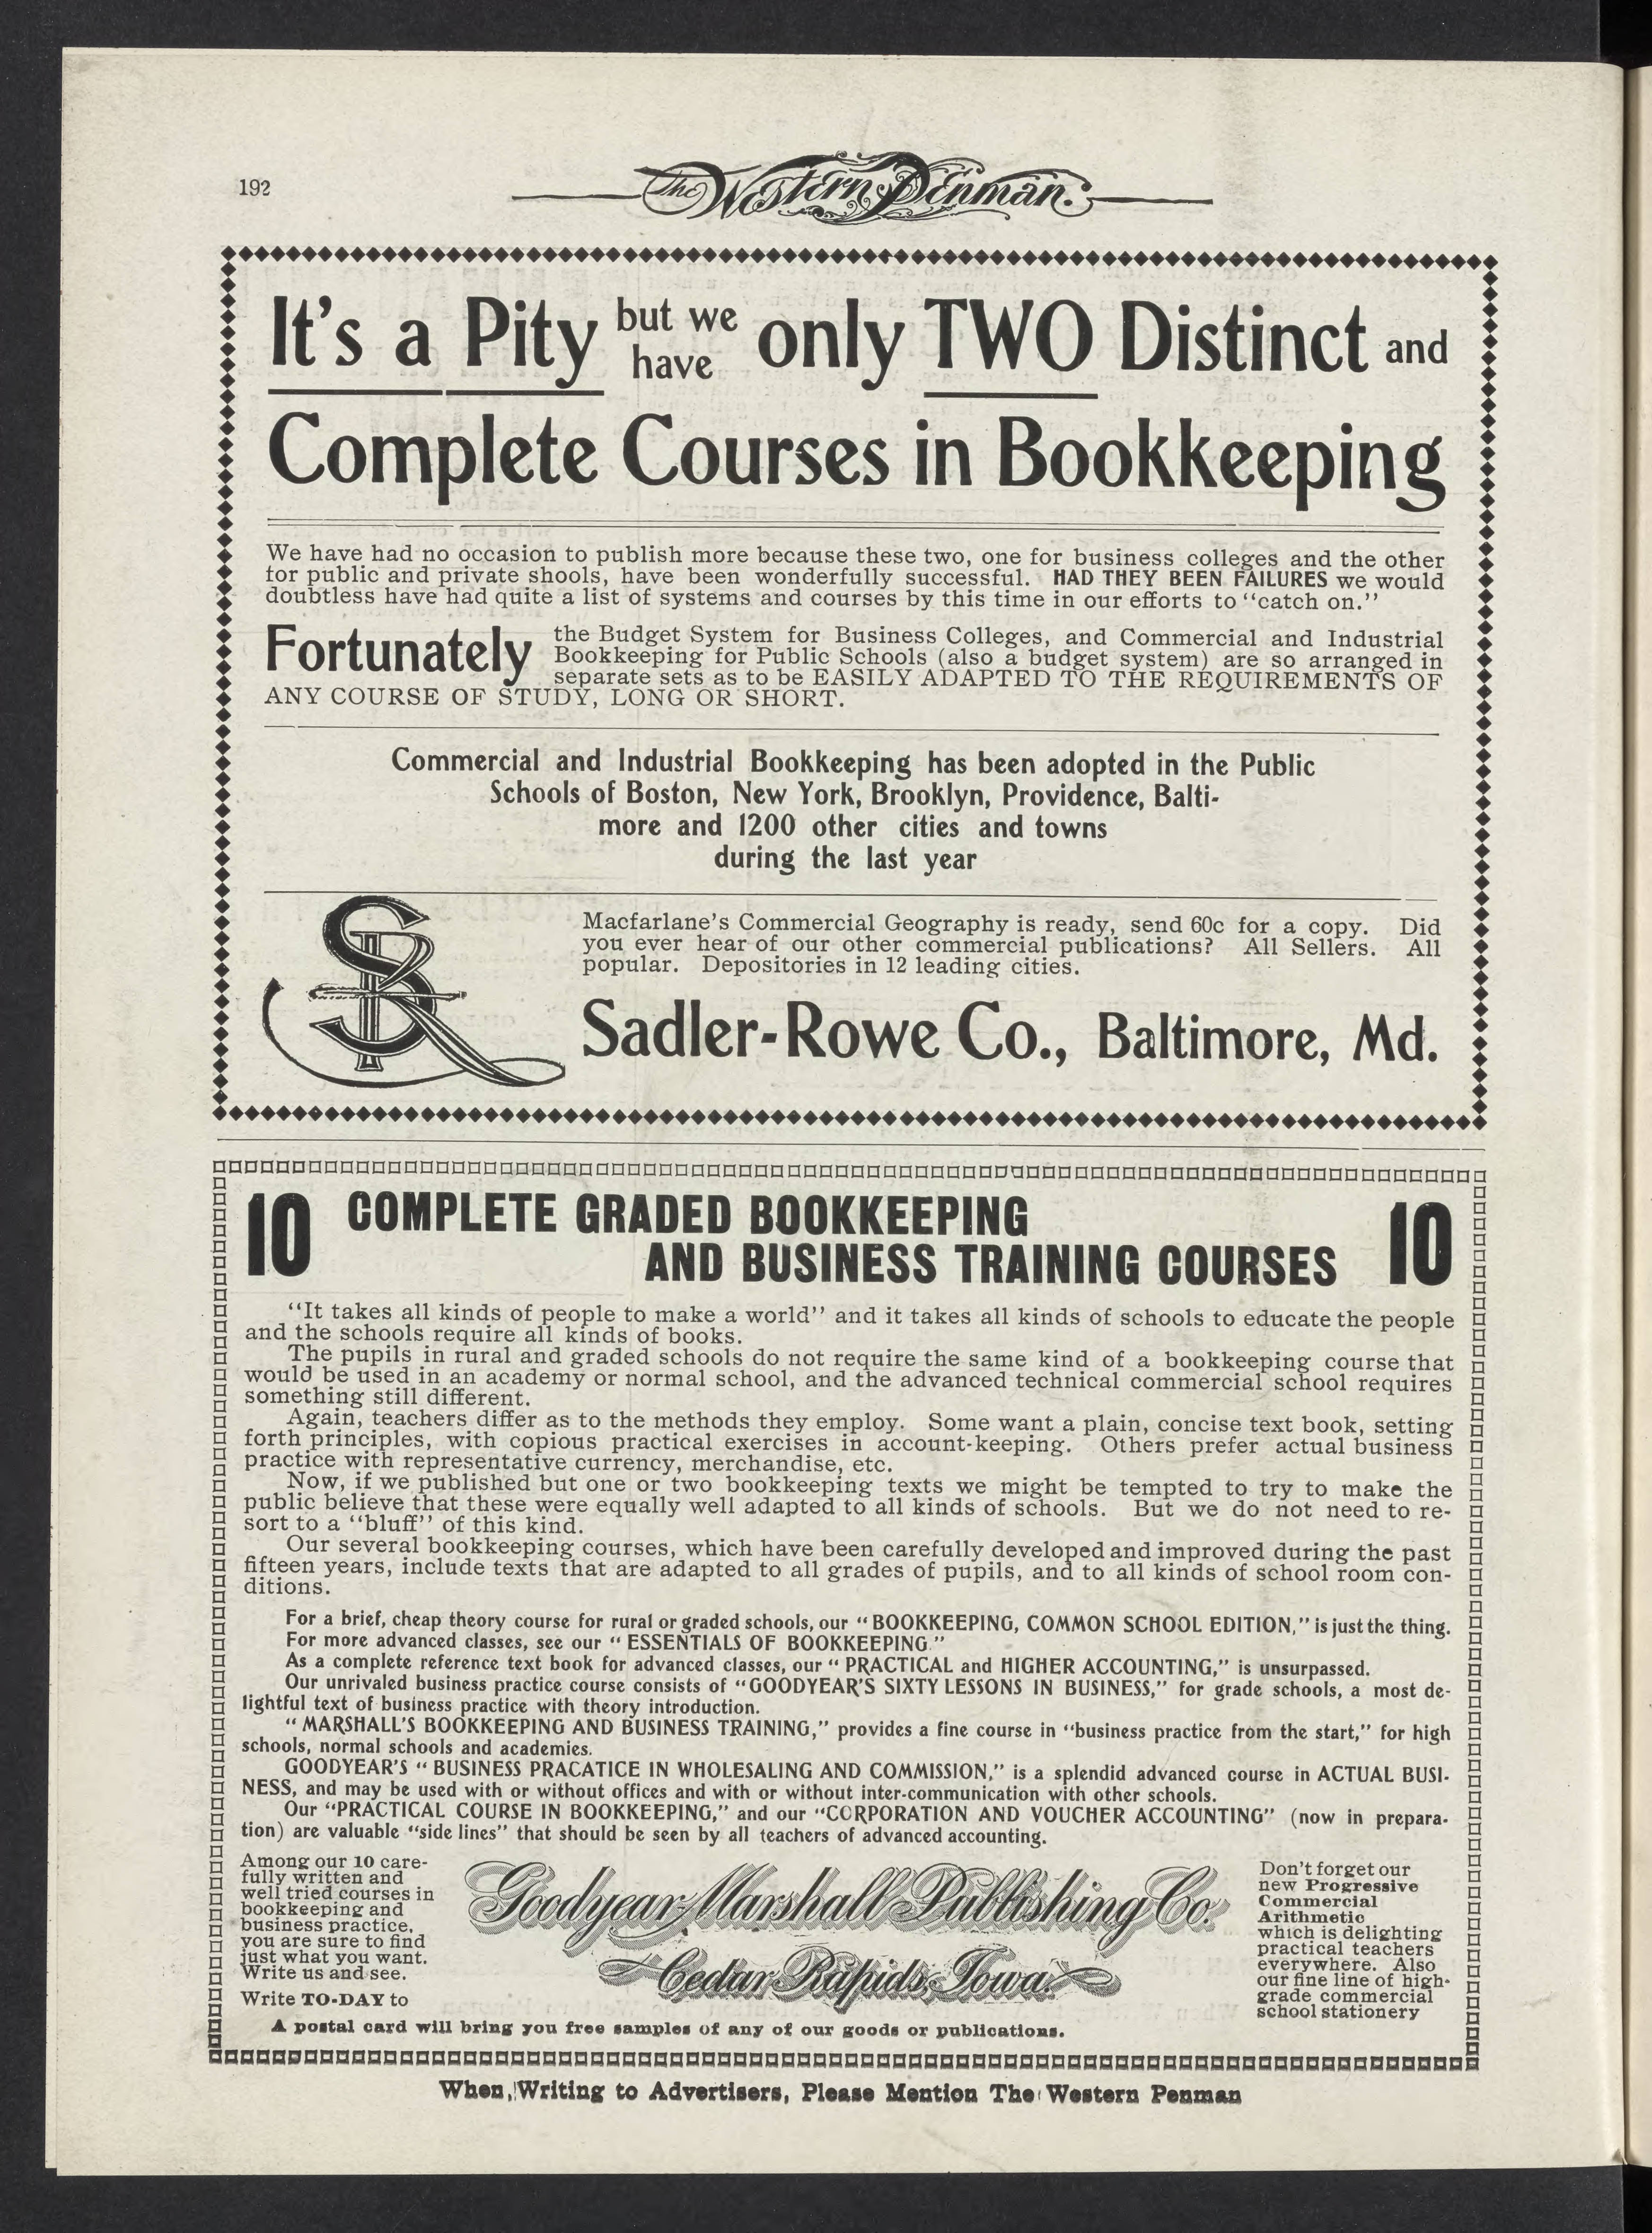 192
The Western Penman.
It's a Pity but we have only TWO Distinct and
Complete Courses in Bookkeeping
We have had no occasion to publish more because these two, one for business colleges and the other
for public and private shools, have been wonderfully successful. HAD THEY BEEN FAILURES we would
doubtless have had quite a list of systems and courses by this time in our efforts to "catch on."
Fortunately the Budget System for Business Colleges, and Commercial and Industrial
Bookkeeping for Public Schools (also a budget system) are so arranged in
separate sets as to be EASILY ADAPTED TO THE REQUIREMENTS OF
ANY COURSE OF STUDY, LONG OR SHORT.
Commercial and Industrial Bookkeeping has been adopted in the Public
Schools of Boston, New York, Brooklyn, Providence, Balti-
more and 1200 other cities and towns
during the last year
SR
Macfarlane's Commercial Geography is ready, send 60c for a copy. Did
you ever hear of our other commercial publications? All Sellers. All
popular. Depositories in 12 leading cities.
Sadler-Rowe Co., Baltimore, Md.
10 COMPLETE GRADED BOOKKEEPING
AND BUSINESS TRAINING COURSES 10
"It takes all kinds of people to make a world" and it takes all kinds of schools to educate the people
and the schools require all kinds of books.
The pupils in rural and graded schools do not require the same kind of a bookkeeping course that
would be used in an academy or normal school, and the advanced technical commercial school requires
something still different.
Again, teachers differ as to the methods they employ. Some want a plain, concise text book, setting
forth principles, with copious practical exercises in account-keeping. Others prefer actual business
practice with representative currency, merchandise, etc.
Now, if we published but one or two bookkeeping texts we might be tempted to try to make the
public believe that these were equally well adapted to all kinds of schools. But we do not need to re-
sort to a "bluff" of this kind.
Our several bookkeeping courses, which have been carefully developed and improved during the past
fifteen years, include texts that are adapted to all grades of pupils, and to all kinds of school room con-
ditions.
For a brief, cheap theory course for rural or graded schools, our "BOOKKEEPING, COMMON SCHOOL EDITION," is just the thing.
For more advanced classes, see our "ESSENTIALS OF BOOKKEEPING."
As a complete reference text book for advanced classes, our "PRACTICAL and HIGHER ACCOUNTING," is unsurpassed.
Our unrivaled business practice course consists of "GOODYEAR'S SIXTY LESSONS IN BUSINESS," for grade schools, a most de-
lightful text of business practice with theory introduction.
"MARSHALL'S BOOKKEEPING AND BUSINESS TRAINING," provides a fine course in "business practice from the start," for high
schools, normal schools and academies.
GOODYEAR'S "BUSINESS PRACATICE IN WHOLESALING AND COMMISSION," is a splendid advanced course in ACTUAL BUSI-
NESS, and may be used with or without offices and with or without inter-communication with other schools.
Our "PRACTICAL COURSE IN BOOKKEEPING," and our "CORPORATION AND VOUCHER ACCOUNTING" (now in prepara-
tion) are valuable "side lines" that should be seen by all teachers of advanced accounting.
Among our 10 care-
fully written and
well tried courses in
bookkeeping and
business practice,
you are sure to find
just what you want.
Write us and see.
Write TO-DAY to
Goodyear-Marshall Publishing Co.
Cedar Rapids, Iowa.
Don't forget our
new Progressive
Commercial
Arithmetic
which is delighting
practical teachers
everywhere. Also
our fine line of high-
grade commercial
school stationery
A postal card will bring you free samples of any of our goods or publications.
When, Writing to Advertisers, Please Mention The Western Penman